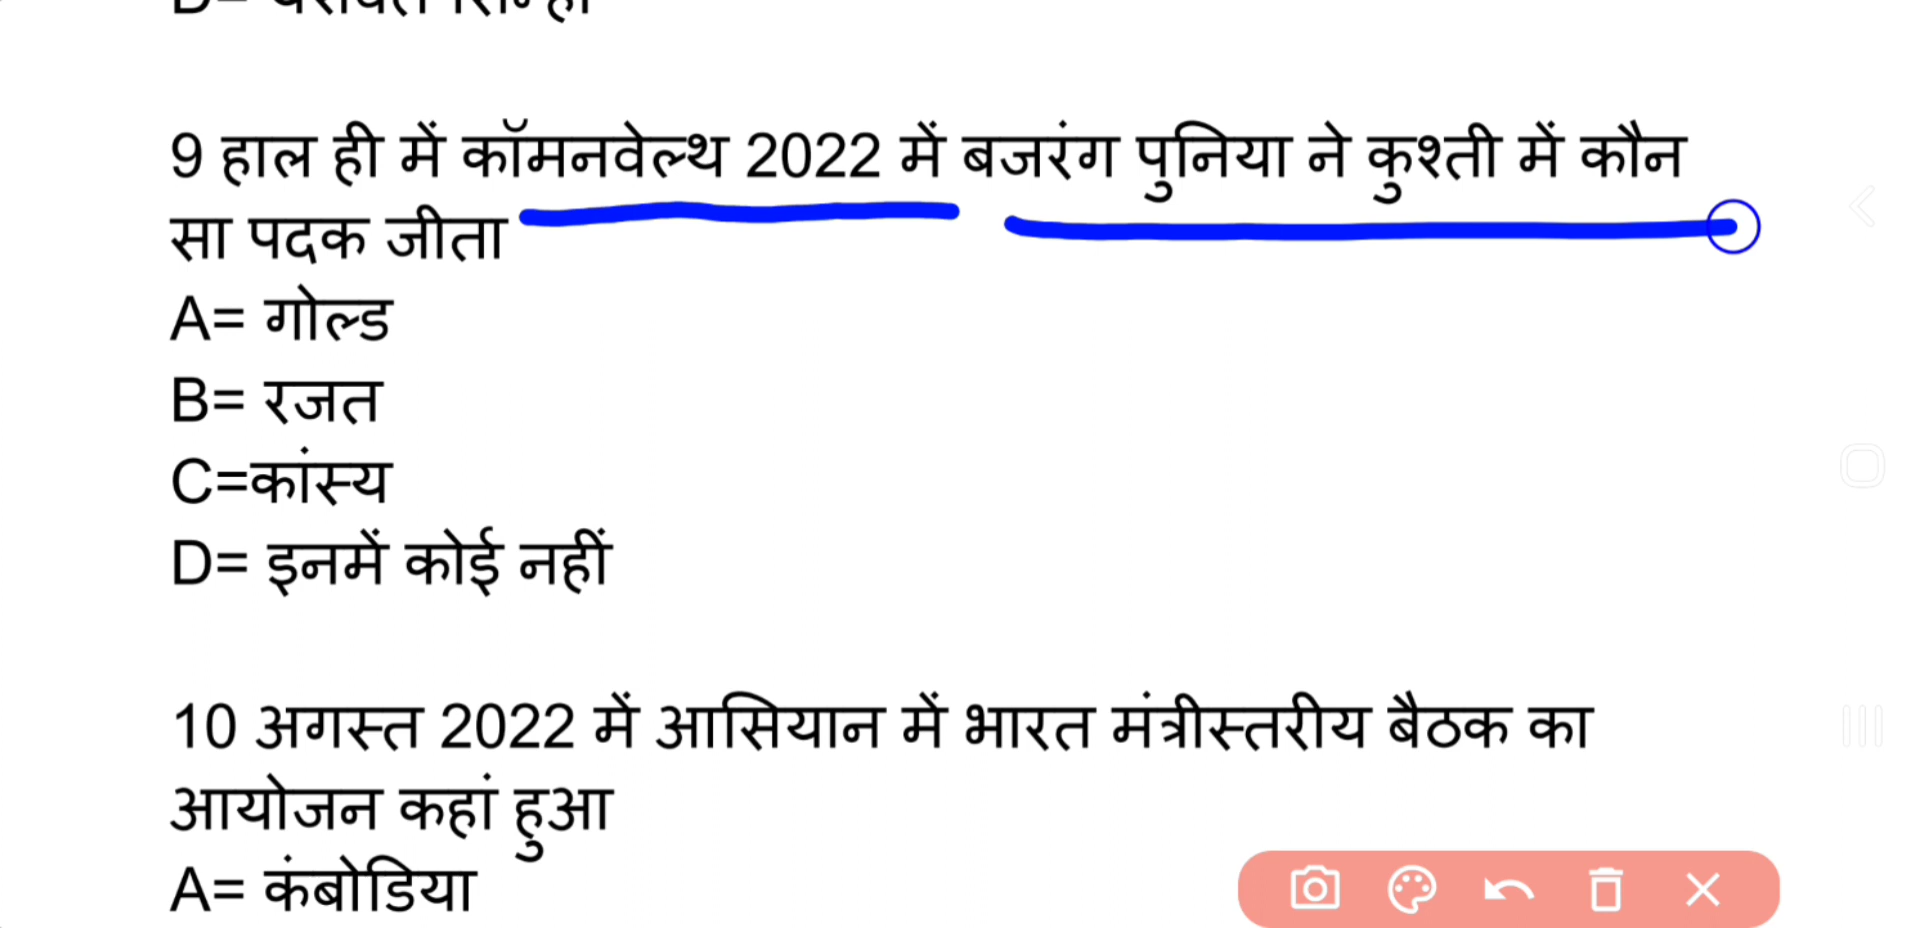 9 हाल ही में कॉमनवेल्थ 2022 में बजरंग पुनिया ने कुश्ती में कौन
सा पदक जीता
A= गोल्ड
B= रजत
C=कांस्य
D= इनमें कोई नहीं
10 अगस्त 2022 में आसियान में भारत मंत्रीस्तरीय बैठक का
आयोजन कहां हुआ
A= कंबोडिया